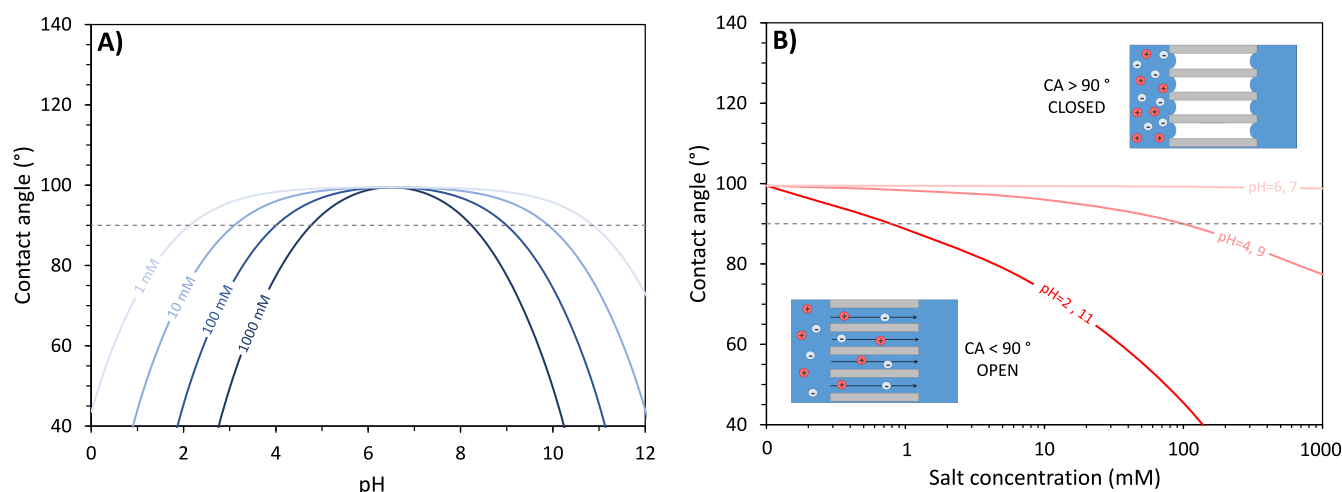 A)
Contact angle (°)
140
120
100
80
60
40
1 mM
10 mM
100 mM
1000 mM
0
2
4
6
8
10
12
pH
B)
Contact angle (°)
140
120
100
80
60
40
CA > 90 °
CLOSED
pH=6, 7
pH=4, 9
pH=2 , 11
CA < 90 °
OPEN
0
1
10
100
1000
Salt concentration (mM)